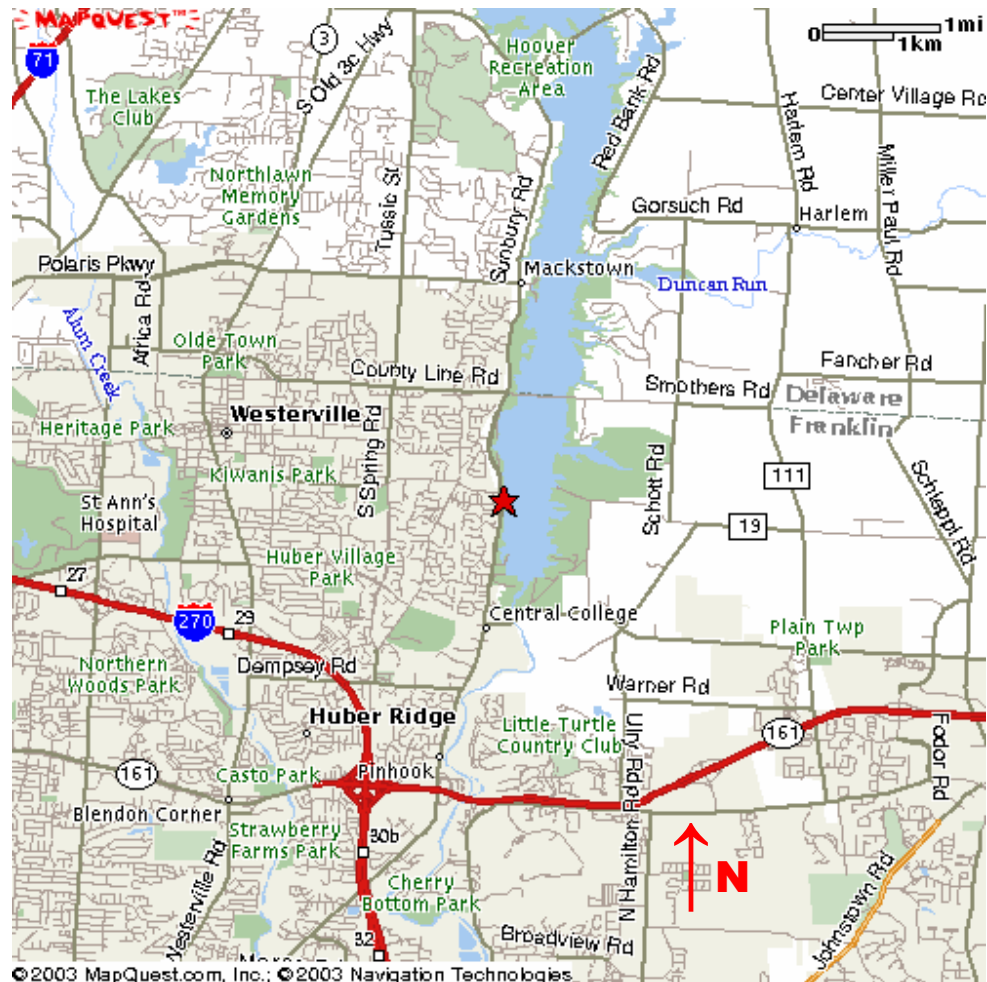 MAPQUEST™
71
3
S Old 3c Hwy
Hoover
Recreation
Area
0
1mi
1km
The Lakes
Club
Red Bank Rd
Harlem Rd
Center Village Rd
Miller Paul Rd
Northlawn
Memory
Gardens
Tussic St
Sunbury Rd
Gorsuch Rd
Harlem
Polaris Pkwy
Mackstown
Duncan Run
Africa Rd
Alum Creek
Olde Town
Park
County Line Rd
Fancher Rd
Smothers Rd
Delaware
Franklin
Westerville
Heritage Park
Kiwanis Park
S Spring Rd
Schott Rd
111
Schleppi Rd
St Ann's
Hospital
19
Huber Village
Park
27
270
29
Central College
Plain Twp
Park
Northern
Woods Park
Dempsey Rd
Warner Rd
Huber Ridge
Little Turtle
Country Club
Ulry Rd
161
Fodor Rd
161
Casto Park
Pinhook
Blendon Corner
Strawberry
Farms Park
30b
N Hamilton Rd
N
Cherry
Bottom Park
Westerville Rd
32
Broadview Rd
Johnstown Rd
©2003 MapQuest.com, Inc.; ©2003 Navigation Technologies